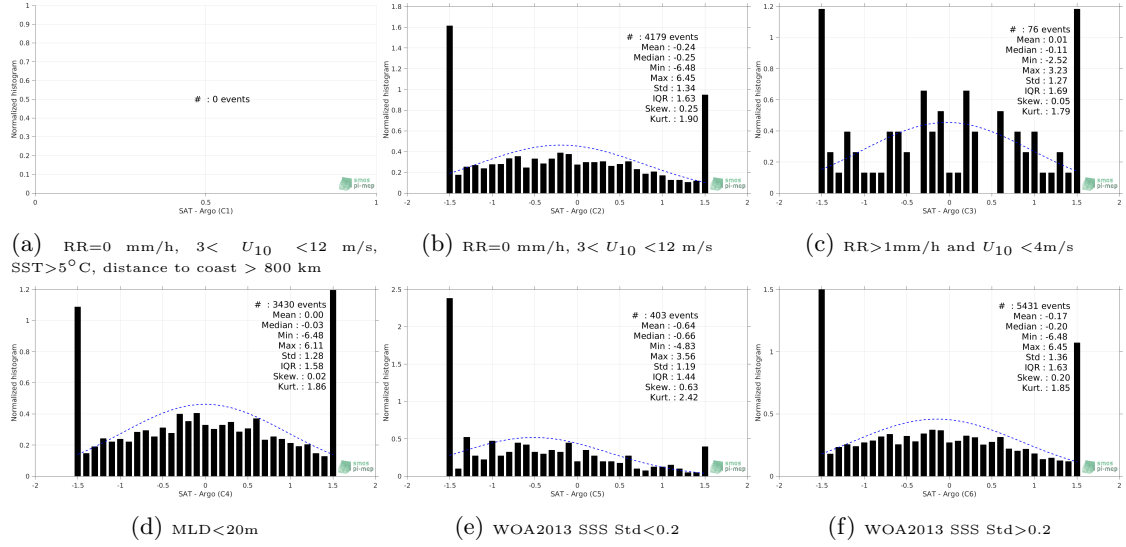 1
0.9
0.8
0.7
0.6
0.5
0.4
0.3
0.2
0.1
0
Normalized histogram
# : 0 events
smos
pi-mep
0 0.5 1
SAT - Argo (C1)
(a) RR=0 mm/h, 3< U10 <12 m/s,
SST>5°C, distance to coast > 800 km
1.8
1.6
1.4
1.2
1
0.8
0.6
0.4
0.2
0
Normalized histogram
# : 4179 events
Mean : -0.24
Median : -0.25
Min : -6.48
Max : 6.45
Std : 1.34
IQR : 1.63
Skew. : 0.25
Kurt. : 1.90
smos
pi-mep
-2 -1.5 -1 -0.5 0 0.5 1 1.5 2
SAT - Argo (C2)
(b) RR=0 mm/h, 3< U10 <12 m/s
1.2
1
0.8
0.6
0.4
0.2
0
Normalized histogram
# : 76 events
Mean : 0.01
Median : -0.11
Min : -2.52
Max : 3.23
Std : 1.27
IQR : 1.69
Skew. : 0.05
Kurt. : 1.79
smos
pi-mep
-2 -1.5 -1 -0.5 0 0.5 1 1.5 2
SAT - Argo (C3)
(c) RR>1mm/h and U10 <4m/s
1.2
1
0.8
0.6
0.4
0.2
0
Normalized histogram
# : 3430 events
Mean : 0.00
Median : -0.03
Min : -6.48
Max : 6.11
Std : 1.28
IQR : 1.58
Skew. : 0.02
Kurt. : 1.86
smos
pi-mep
-2 -1.5 -1 -0.5 0 0.5 1 1.5 2
SAT - Argo (C4)
(d) MLD<20m
2.5
2
1.5
1
0.5
0
Normalized histogram
# : 403 events
Mean : -0.64
Median : -0.66
Min : -4.83
Max : 3.56
Std : 1.19
IQR : 1.44
Skew. : 0.63
Kurt. : 2.42
smos
pi-mep
-2 -1.5 -1 -0.5 0 0.5 1 1.5 2
SAT - Argo (C5)
(e) WOA2013 SSS Std<0.2
1.5
1
0.5
0
Normalized histogram
# : 5431 events
Mean : -0.17
Median : -0.20
Min : -6.48
Max : 6.45
Std : 1.36
IQR : 1.63
Skew. : 0.20
Kurt. : 1.85
smos
pi-mep
-2 -1.5 -1 -0.5 0 0.5 1 1.5 2
SAT - Argo (C6)
(f) WOA2013 SSS Std>0.2